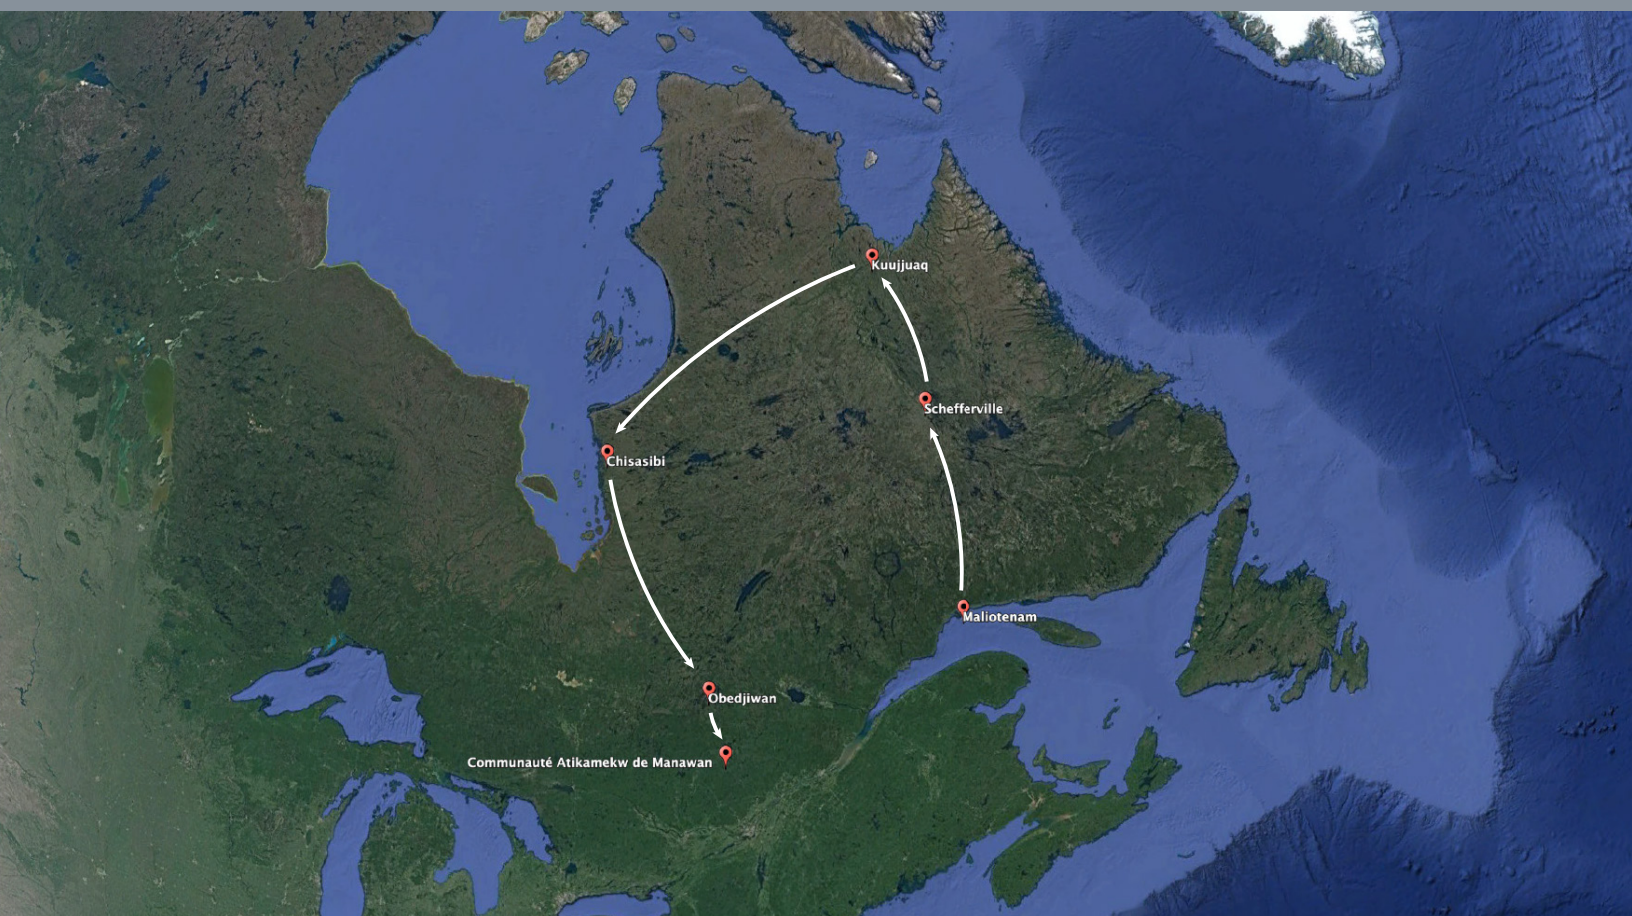 Kuujjuaq
Schefferville
Chisasibi
Maliotenam
Obedjiwan
Communauté Atikamekw de Manawan